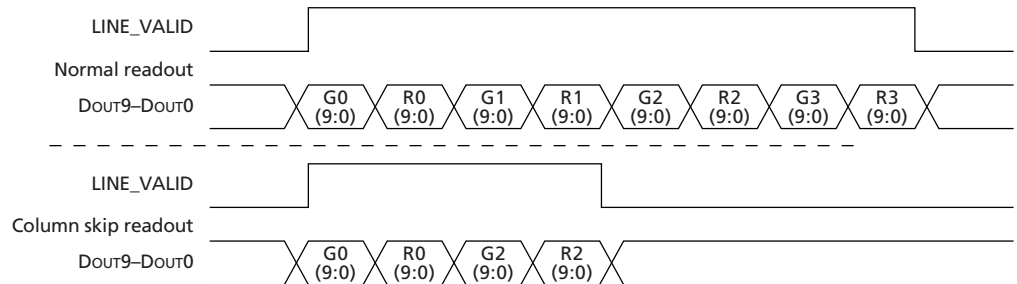 LINE_VALID
Normal readout
DOUT9–DOUT0
G0 (9:0) R0 (9:0) G1 (9:0) R1 (9:0) G2 (9:0) R2 (9:0) G3 (9:0) R3 (9:0)
LINE_VALID
Column skip readout
DOUT9–DOUT0
G0 (9:0) R0 (9:0) G2 (9:0) R2 (9:0)